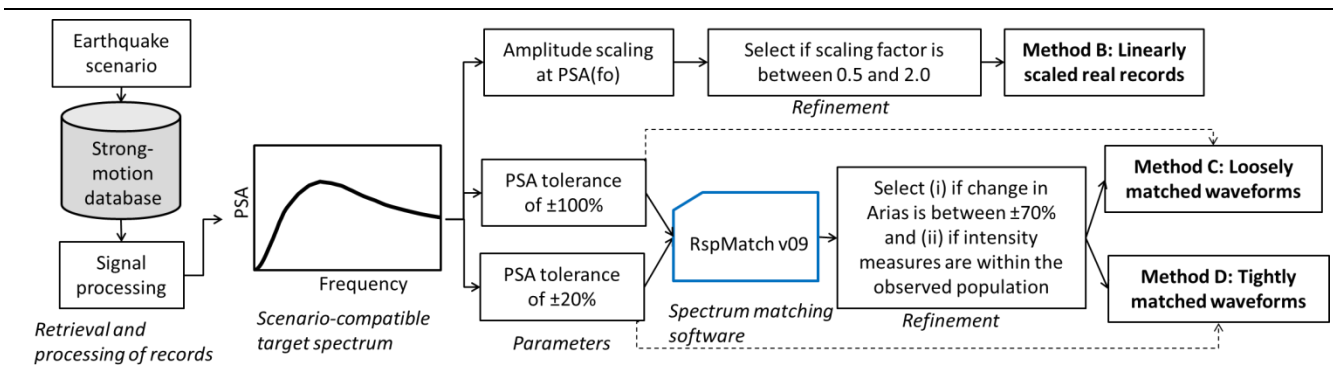 Earthquake
scenario
Strong-
motion
database
Signal
processing
Retrieval and
processing of records
PSA
Frequency
Scenario-compatible
target spectrum
Amplitude scaling
at PSA(fo)
Select if scaling factor is
between 0.5 and 2.0
Refinement
Method B: Linearly
scaled real records
PSA tolerance
of ±100%
PSA tolerance
of ±20%
Parameters
RspMatch v09
Spectrum matching
software
Select (i) if change in
Arias is between ±70%
and (ii) if intensity
measures are within the
observed population
Refinement
Method C: Loosely
matched waveforms
Method D: Tightly
matched waveforms